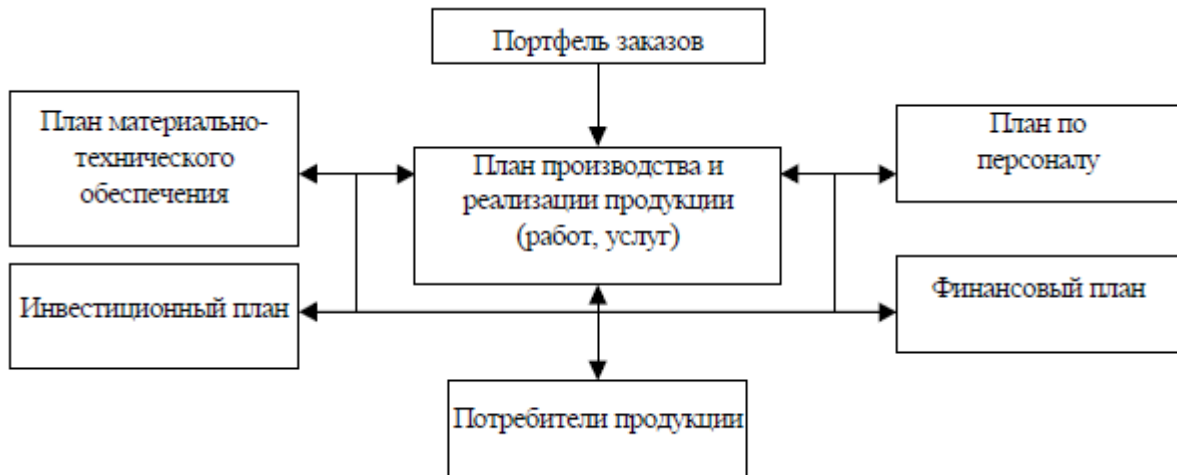 Портфель заказов
План материально-
технического
обеспечения
План производства и
реализации продукции
(работ, услуг)
План по
персоналу
Инвестиционный план
Финансовый план
Потребители продукции